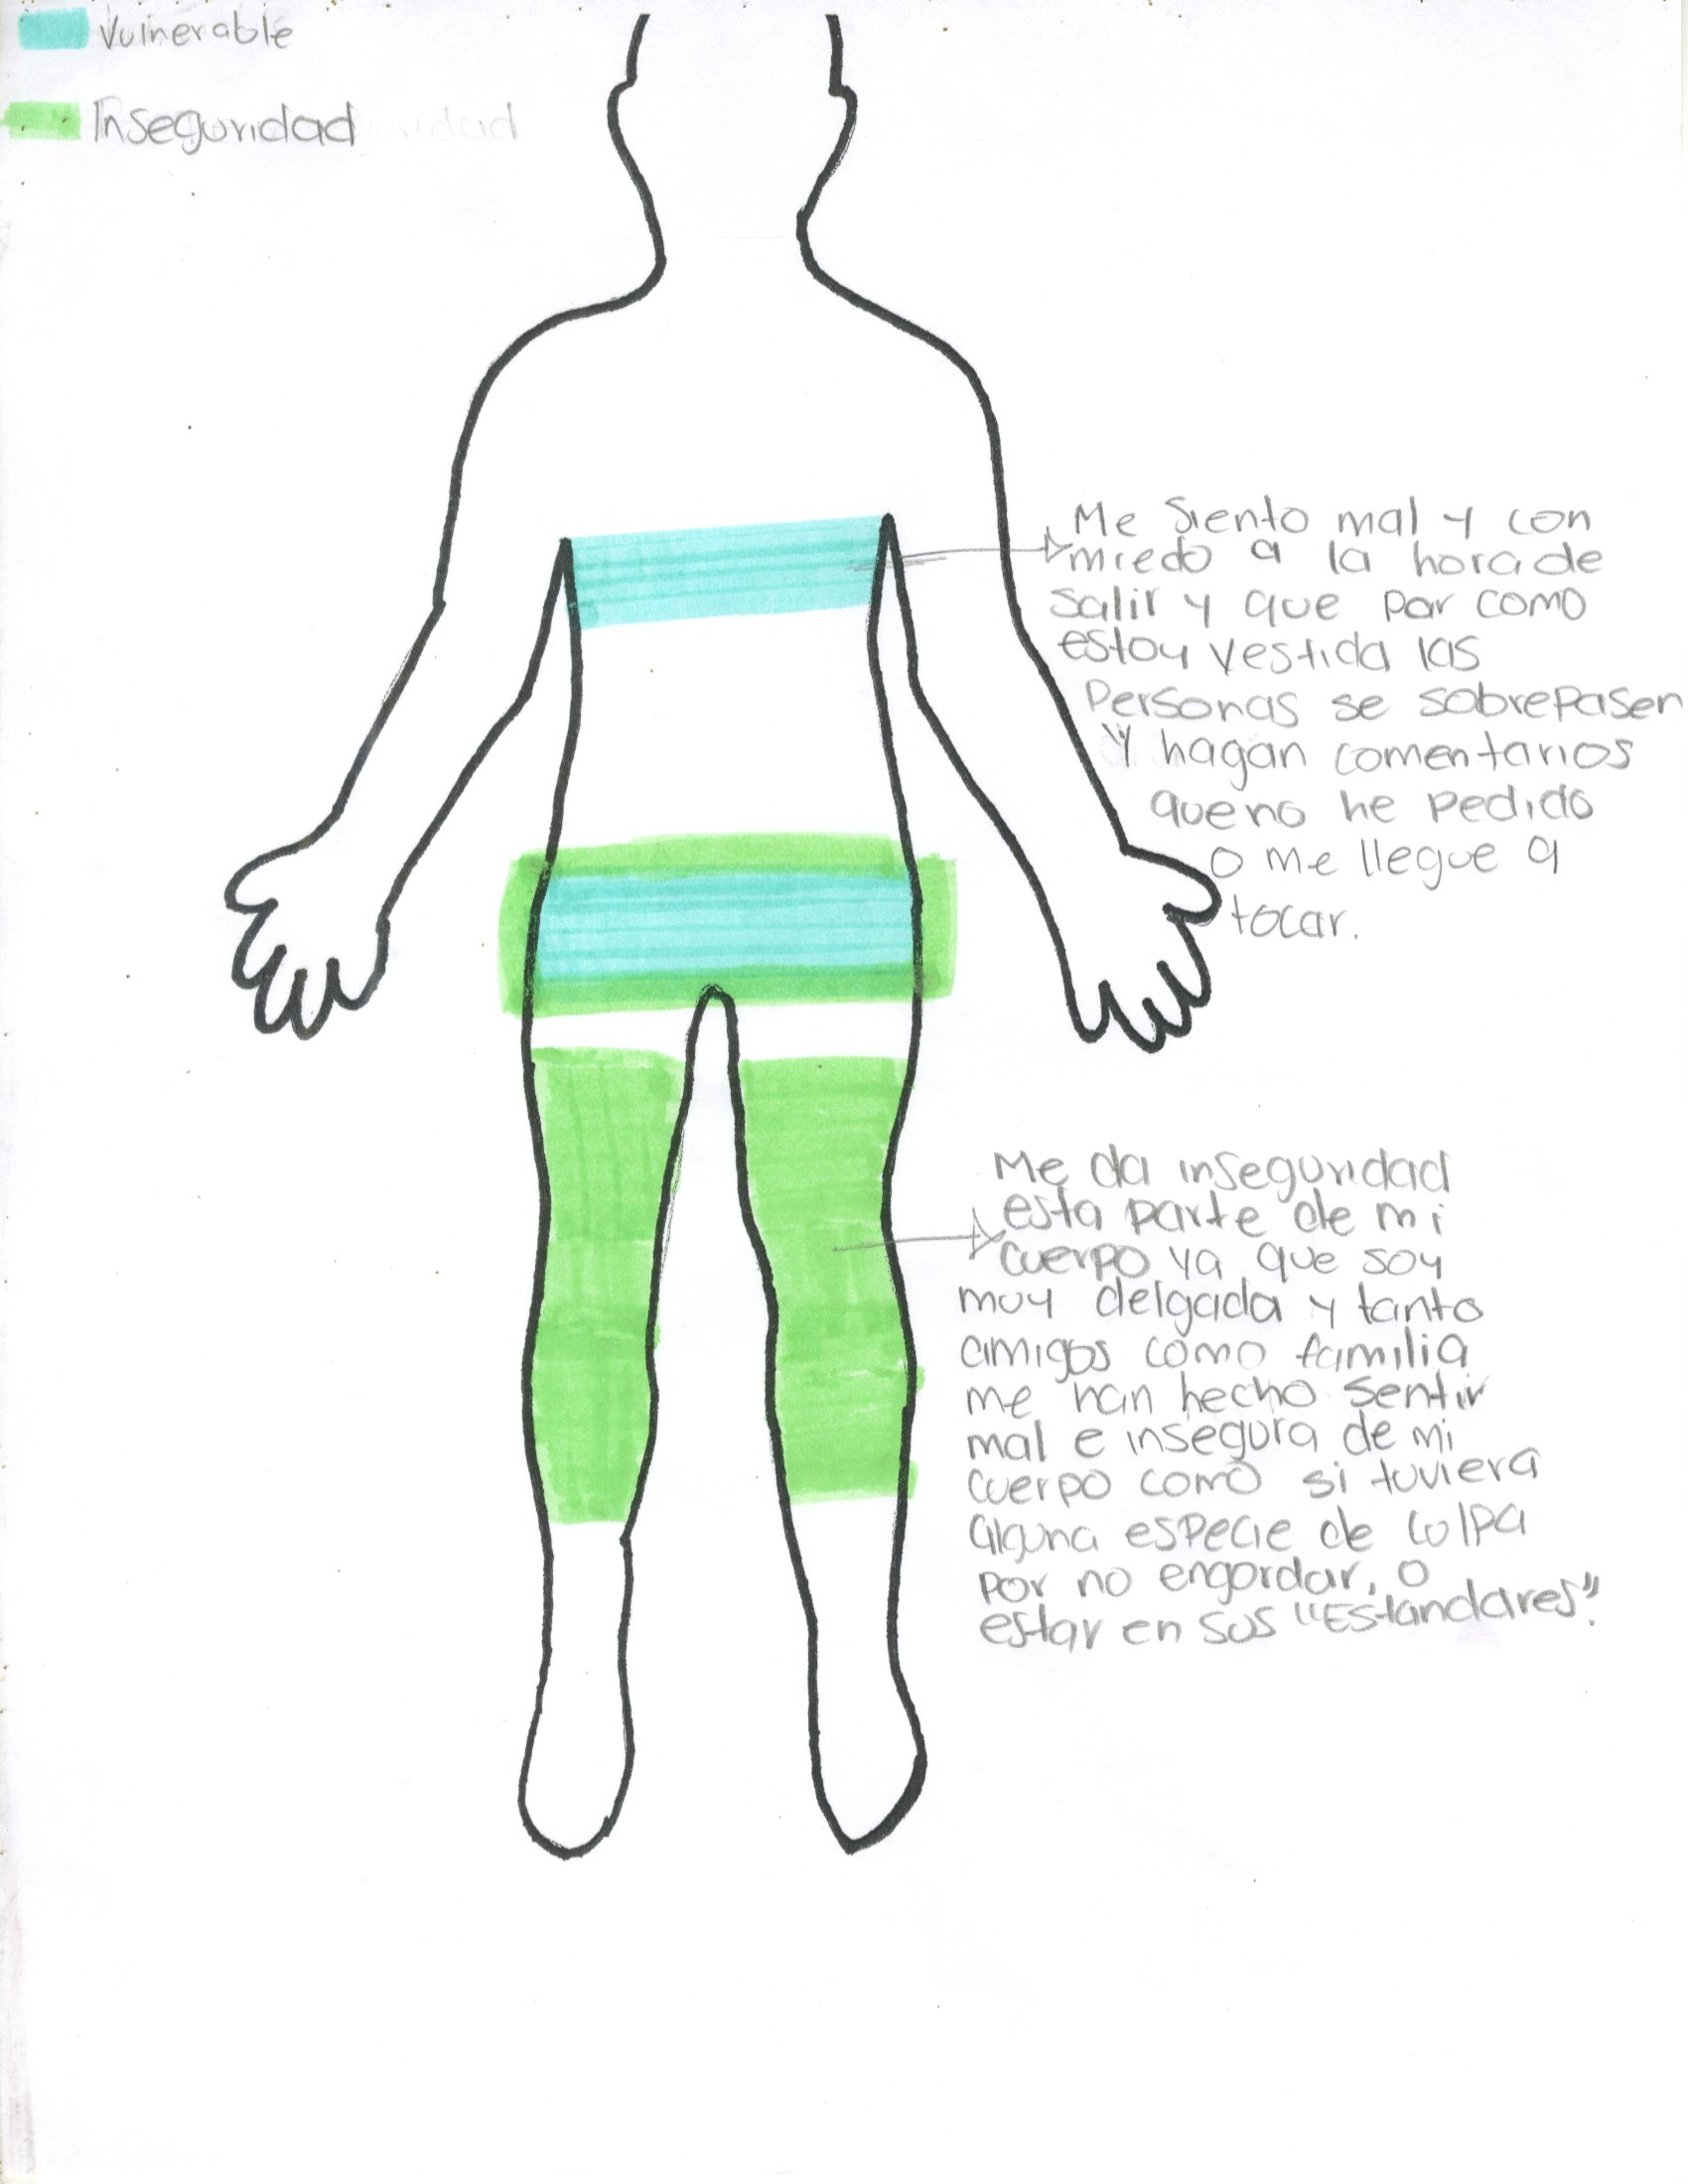 Vulnerable
Inseguridad
Me siento mal y con
miedo a la hora de
salir y que por como
estoy vestida las
Personas se sobrepasen
Y hagan comentarios
que no he pedido
o me llegue a
tocar.
Me da inseguridad
esta parte de mi
cuerpo ya que soy
muy delgada y tanto
amigos como familia
me han hecho sentir
mal e insegura de mi
cuerpo como si tuviera
alguna especie de culpa
por no engordar, o
estar en sus "Estandares".